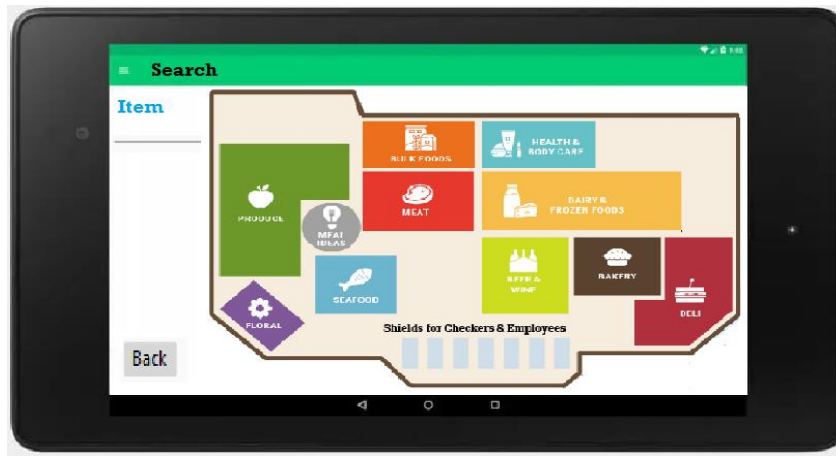 Search
Item
BULK FOODS
HEALTH &
BODY CARE
PRODUCE
MEAL
IDEAS
MEAT
DAIRY &
FROZEN FOODS
SEAFOOD
BEER &
WINE
BAKERY
DELI
FLORAL
Shields for Checkers & Employees
Back